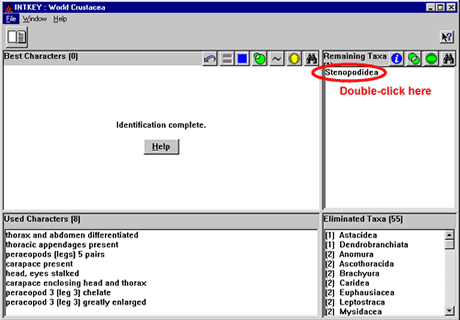 INTKEY : World Crustacea
File Window Help
Best Characters (0)
Remaining Taxa
Stenopodidea
Double-click here
Identification complete.
Help
Used Characters (8)
thorax and abdomen differentiated
thoracic appendages present
peraeopods [legs] 5 pairs
carapace present
head, eyes stalked
carapace enclosing head and thorax
peraeopod 3 [leg 3] chelate
peraeopod 3 [leg 3] greatly enlarged
Eliminated Taxa (55)
(1) Astacidea
(1) Dendrobranchiata
(2) Anomura
(2) Ascothoracida
(2) Brachyura
(2) Caridea
(2) Euphausiacea
(2) Leptostraca
(2) Mysidacea